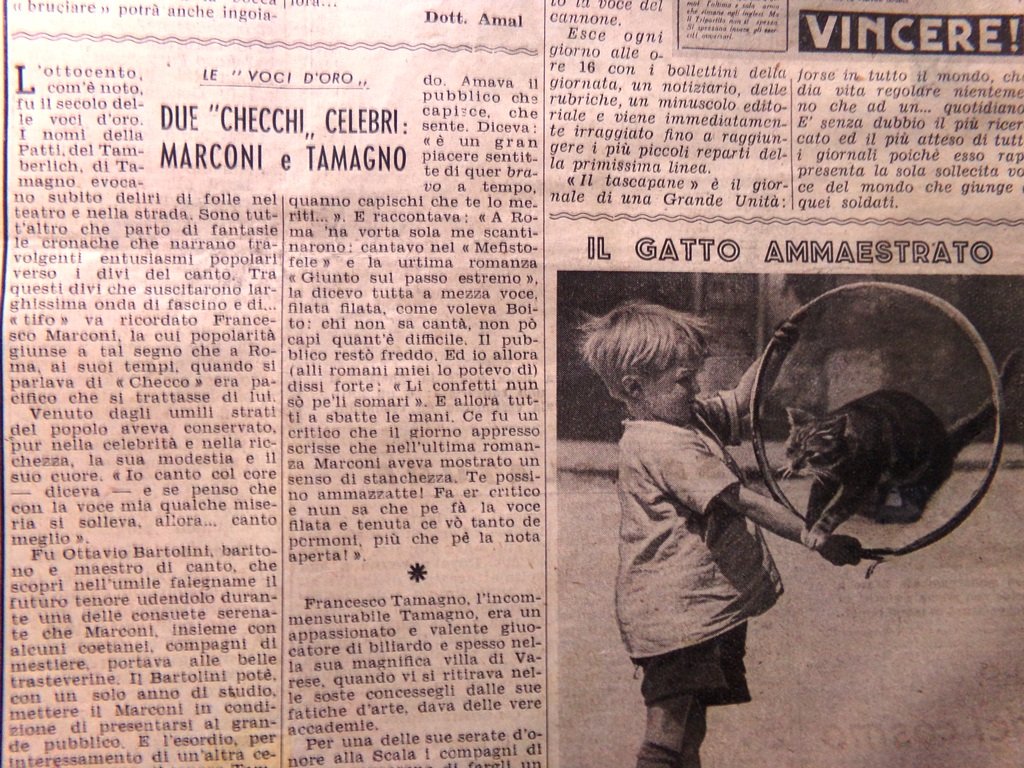 « bruciare » potrà anche ingoia-
Dott. Amal
LE " VOCI D'ORO „
DUE "CHECCHI„ CELEBRI:
MARCONI e TAMAGNO
L'ottocento,
com'è noto,
fu il secolo del-
le voci d'oro.
I nomi della
Patti, del Tam-
berlich, di Ta-
magno evoca-
no subito deliri di folle nel
teatro e nella strada. Sono tut-
t'altro che parto di fantasie
le cronache che narrano tra-
volgenti entusiasmi popolari
verso i divi del canto. Tra
questi divi che suscitarono lar-
ghissima onda di fascino e di...
« tifo » va ricordato France-
sco Marconi, la cui popolarità
giunse a tal segno che a Ro-
ma, ai suoi tempi, quando si
parlava di « Checco » era pa-
cifico che si trattasse di lui.
Venuto dagli umili strati
del popolo aveva conservato,
pur nella celebrità e nella ric-
chezza, la sua modestia e il
suo cuore. « Io canto col core
— diceva — e se penso che
con la voce mia qualche mise-
ria si solleva, allora... canto
meglio ».
Fu Ottavio Bartolini, barito-
no e maestro di canto, che
scoprì nell'umile falegname il
futuro tenore udendolo duran-
te una delle consuete serena-
te che Marconi, insieme con
alcuni coetanei, compagni di
mestiere, portava alle belle
trasteverine. Il Bartolini potè,
con un solo anno di studio,
mettere il Marconi in condi-
zione di presentarsi al gran-
de pubblico. E l'esordio, per
interessamento di un'altra ce-
do. Amava il
pubblico che
capisce, che
sente. Diceva:
« è un gran
piacere sentit-
te di quer bra-
vo a tempo,
quanno capischi che te lo me-
riti... ». E raccontava: « A Ro-
ma 'na vorta sola me scanti-
narono: cantavo nel « Mefisto-
fele » e la urtima romanza
« Giunto sul passo estremo »,
la dicevo tutta a mezza voce,
filata filata, come voleva Boi-
to: chi non sa cantà, non pò
capì quant'è difficile. Il pub-
blico restò freddo. Ed io allora
(alli romani miei lo potevo dì)
dissi forte: « Li confetti nun
sò pe'li somari ». E allora tut-
ti a sbatte le mani. Ce fu un
critico che il giorno appresso
scrisse che nell'ultima roman-
za Marconi aveva mostrato un
senso di stanchezza. Te possi-
no ammazzatte! Fa er critico
e nun sa che pe fà la voce
filata e tenuta ce vò tanto de
pormoni, più che pè la nota
aperta! ».
Francesco Tamagno, l'incom-
mensurabile Tamagno, era un
appassionato e valente giuo-
catore di biliardo e spesso nel-
la sua magnifica villa di Va-
rese, quando vi si ritirava nel-
le soste concessegli dalle sue
fatiche d'arte, dava delle vere
accademie.
Per una delle sue serate d'o-
nore alla Scala i compagni di
to la voce del
cannone.
Esce ogni
giorno alle o-
re 16 con i bollettini della
giornata, un notiziario, delle
rubriche, un minuscolo edito-
riale e viene immediatamen-
te irraggiato fino a raggiun-
gere i più piccoli reparti del-
la primissima linea.
« Il tascapane » è il gior-
nale di una Grande Unità:
VINCERE!
forse in tutto il mondo, che
dia vita regolare nienteme-
no che ad un... quotidiano
E' senza dubbio il più ricer
cato ed il più atteso di tutt
i giornali poichè esso rap
presenta la sola sollecita vo
ce del mondo che giunge a
quei soldati.
IL GATTO AMMAESTRATO